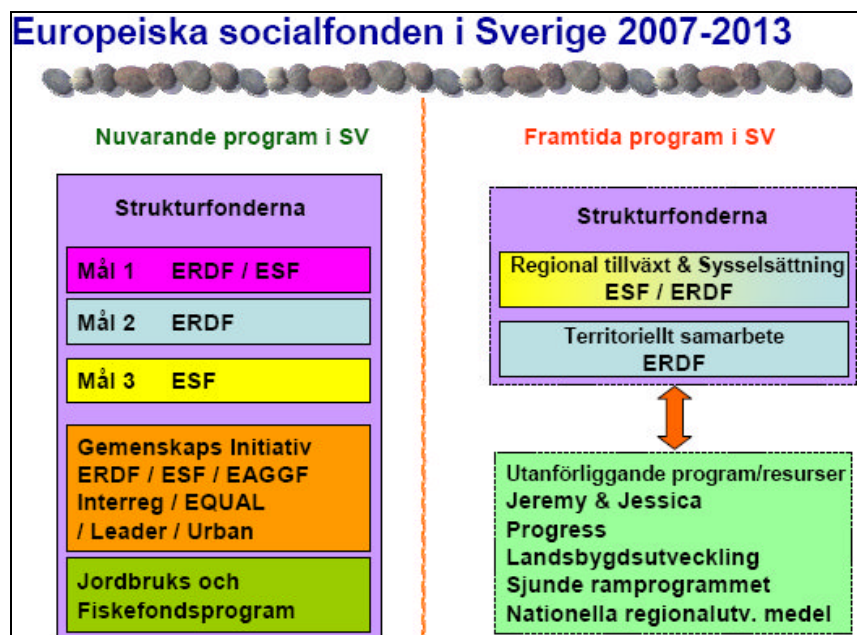 Europeiska socialfonden i Sverige 2007-2013
Nuvarande program i SV
Strukturfonderna
Mål 1 ERDF / ESF
Mål 2 ERDF
Mål 3 ESF
Gemenskaps Initiativ
ERDF / ESF / EAGGF
Interreg / EQUAL
/ Leader / Urban
Jordbruks och
Fiskefondsprogram
Framtida program i SV
Strukturfonderna
Regional tillväxt & Sysselsättning
ESF / ERDF
Territoriellt samarbete
ERDF
Utanförliggande program/resurser
Jeremy & Jessica
Progress
Landsbygdsutveckling
Sjunde ramprogrammet
Nationella regionalutv. medel